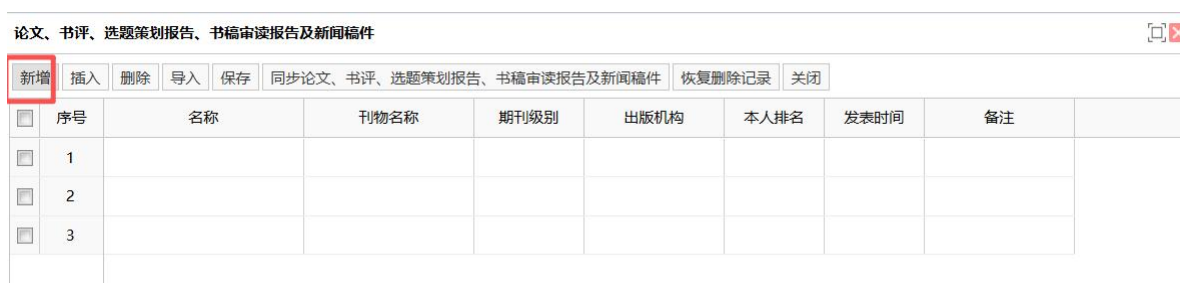 论文、书评、选题策划报告、书稿审读报告及新闻稿件
新增 插入 删除 导入 保存 同步论文、书评、选题策划报告、书稿审读报告及新闻稿件 恢复删除记录 关闭
序号 名称 刊物名称 期刊级别 出版机构 本人排名 发表时间 备注
1
2
3